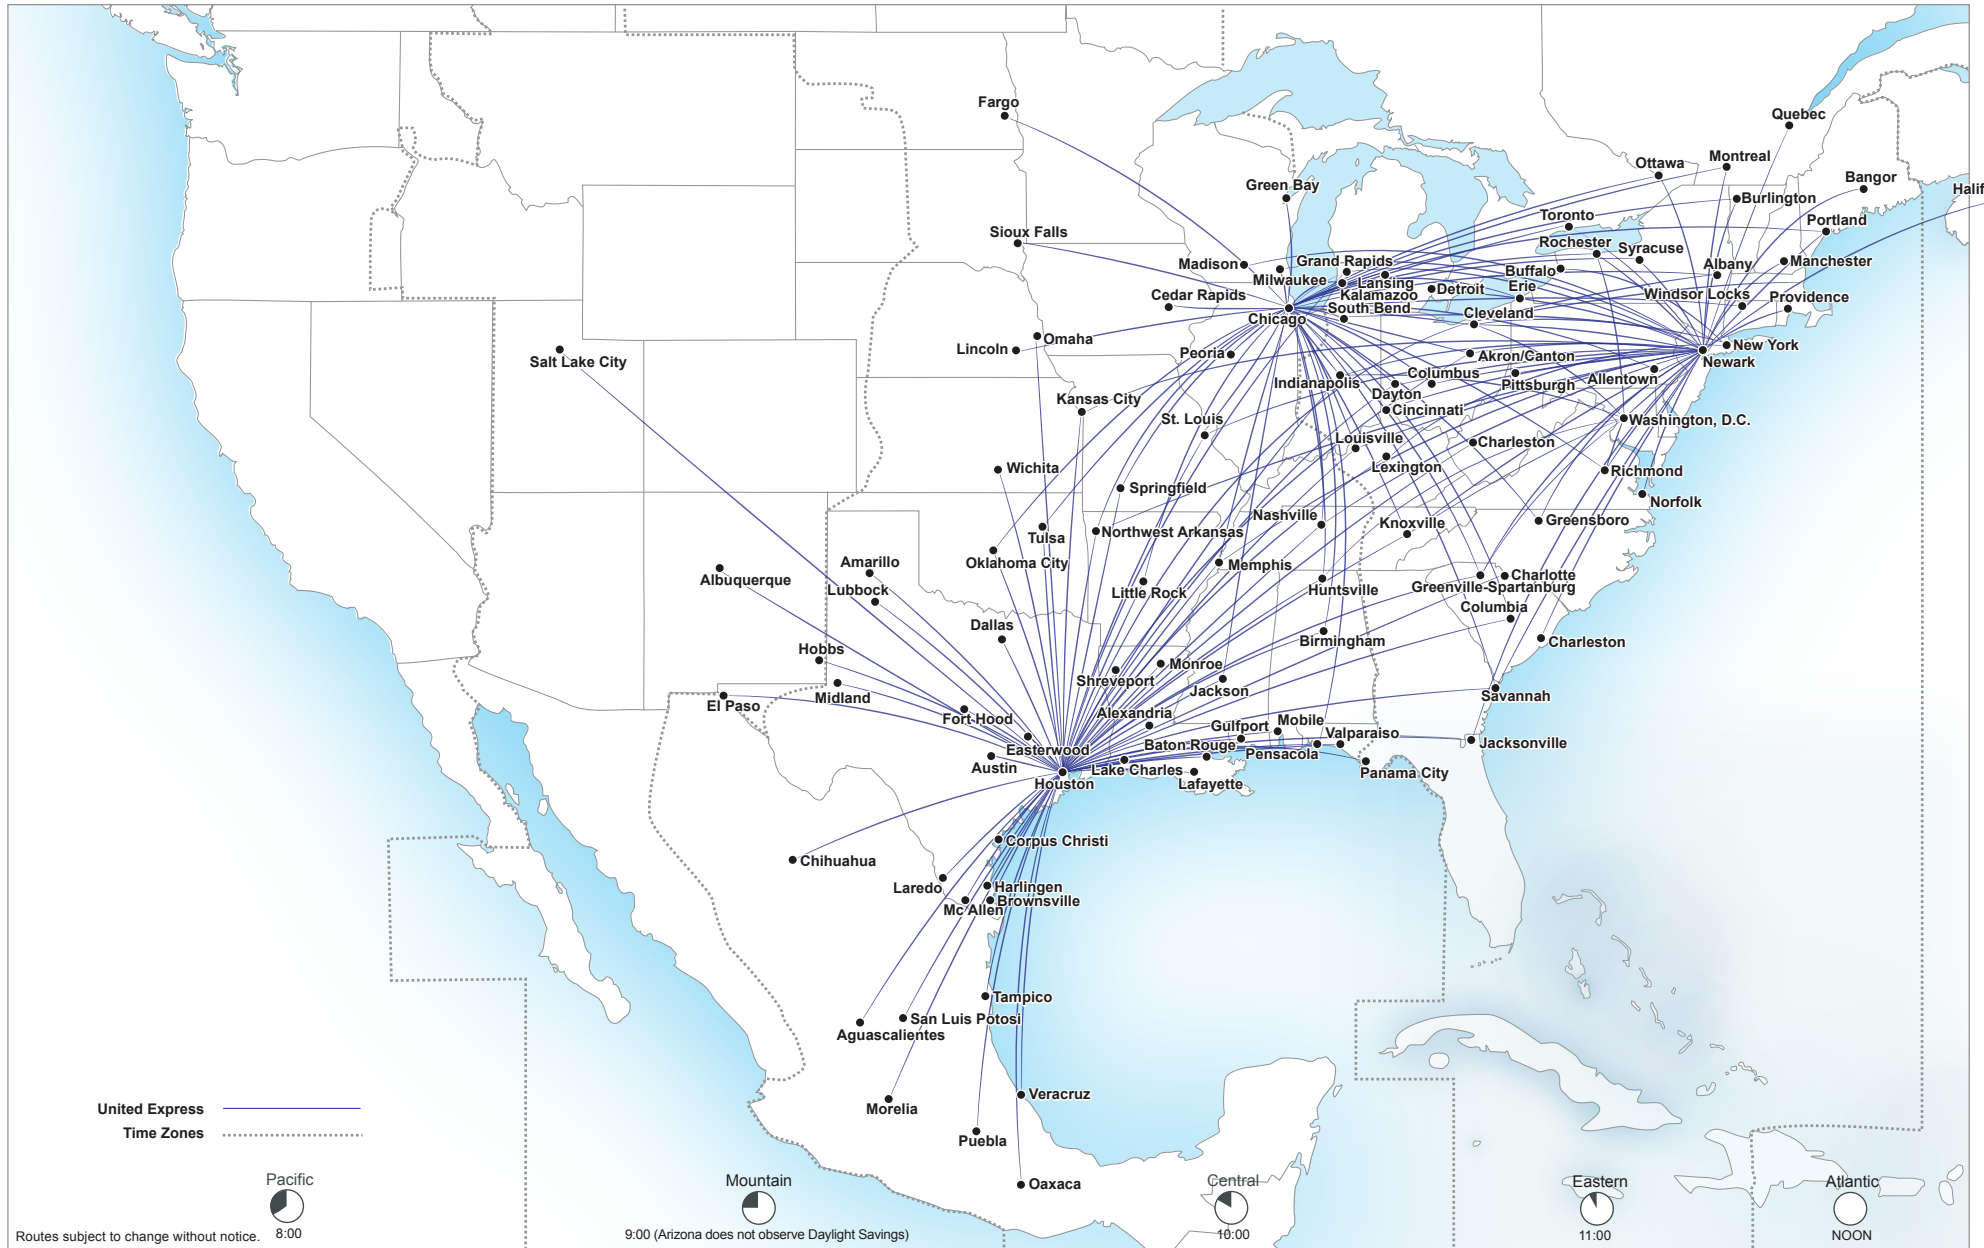 Fargo
Quebec
Ottawa
Montreal
Bangor
Green Bay
Halif
Burlington
Toronto
Portland
Sioux Falls
Rochester
Syracuse
Madison
Grand Rapids
Milwaukee
Lansing
Buffalo
Albany
Manchester
Cedar Rapids
Kalamazoo
Detroit
Erie
Windsor Locks
Providence
South Bend
Chicago
Cleveland
Omaha
Lincoln
Peoria
New York
Newark
Salt Lake City
Akron/Canton
Indianapolis
Columbus
Pittsburgh
Allentown
Dayton
Kansas City
Cincinnati
St. Louis
Washington, D.C.
Louisville
Charleston
Wichita
Lexington
Richmond
Springfield
Norfolk
Nashville
Knoxville
Greensboro
Tulsa
Northwest Arkansas
Oklahoma City
Amarillo
Memphis
Albuquerque
Lubbock
Little Rock
Huntsville
Charlotte
Greenville-Spartanburg
Columbia
Dallas
Birmingham
Charleston
Hobbs
Monroe
Shreveport
Jackson
Midland
El Paso
Savannah
Fort Hood
Alexandria
Gulfport
Mobile
Valparaiso
Easterwood
Baton Rouge
Pensacola
Jacksonville
Austin
Lake Charles
Panama City
Houston
Lafayette
Corpus Christi
Chihuahua
Laredo
Harlingen
Mc Allen
Brownsville
Tampico
San Luis Potosi
Aguascalientes
Veracruz
Morelia
Puebla
Oaxaca
United Express
Time Zones
Pacific
Mountain
Central
Eastern
Atlantic
Routes subject to change without notice.
8:00
9:00 (Arizona does not observe Daylight Savings)
10:00
11:00
NOON